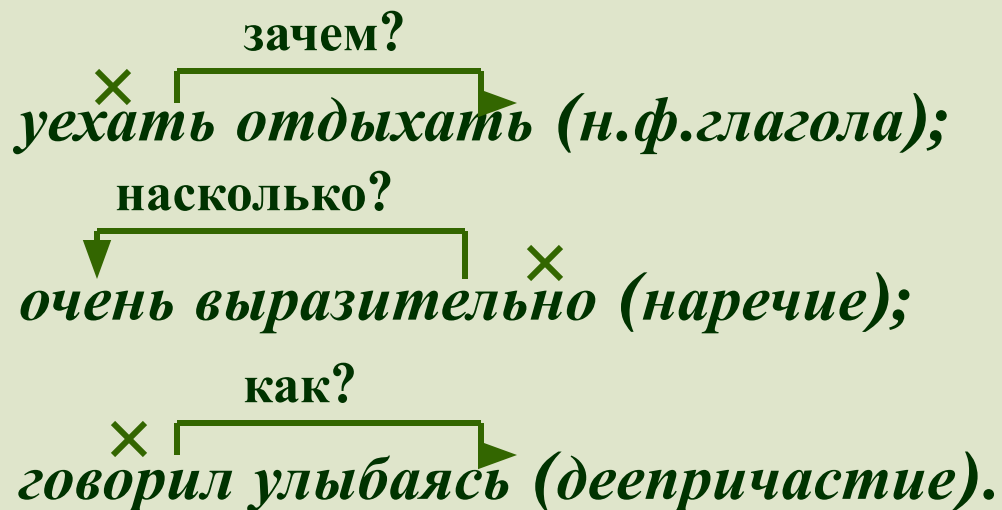 зачем?
уехать отдыхать (н.ф.глагола);
насколько?
очень выразительно (наречие);
как?
говорил улыбаясь (деепричастие).